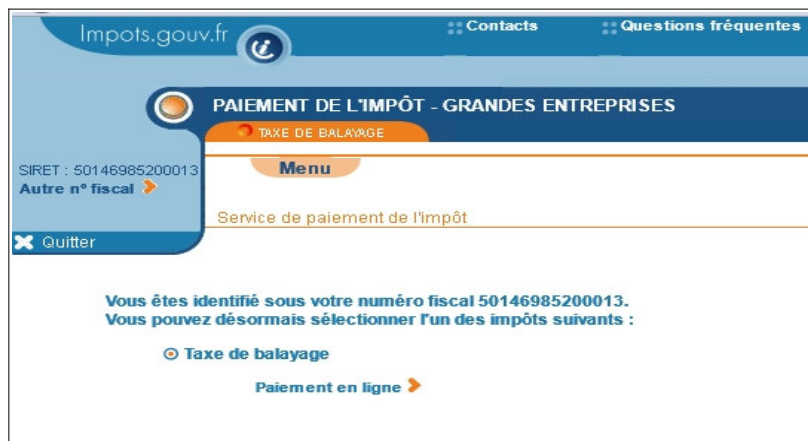 Impots.gouv.fr
Contacts
Questions fréquentes
PAIEMENT DE L'IMPÔT - GRANDES ENTREPRISES
TAXE DE BALAYAGE
SIRET : 50146985200013
Autre nº fiscal
Menu
Service de paiement de l'impôt
Quitter
Vous êtes identifié sous votre numéro fiscal 50146985200013.
Vous pouvez désormais sélectionner l'un des impôts suivants :
Taxe de balayage
Paiement en ligne